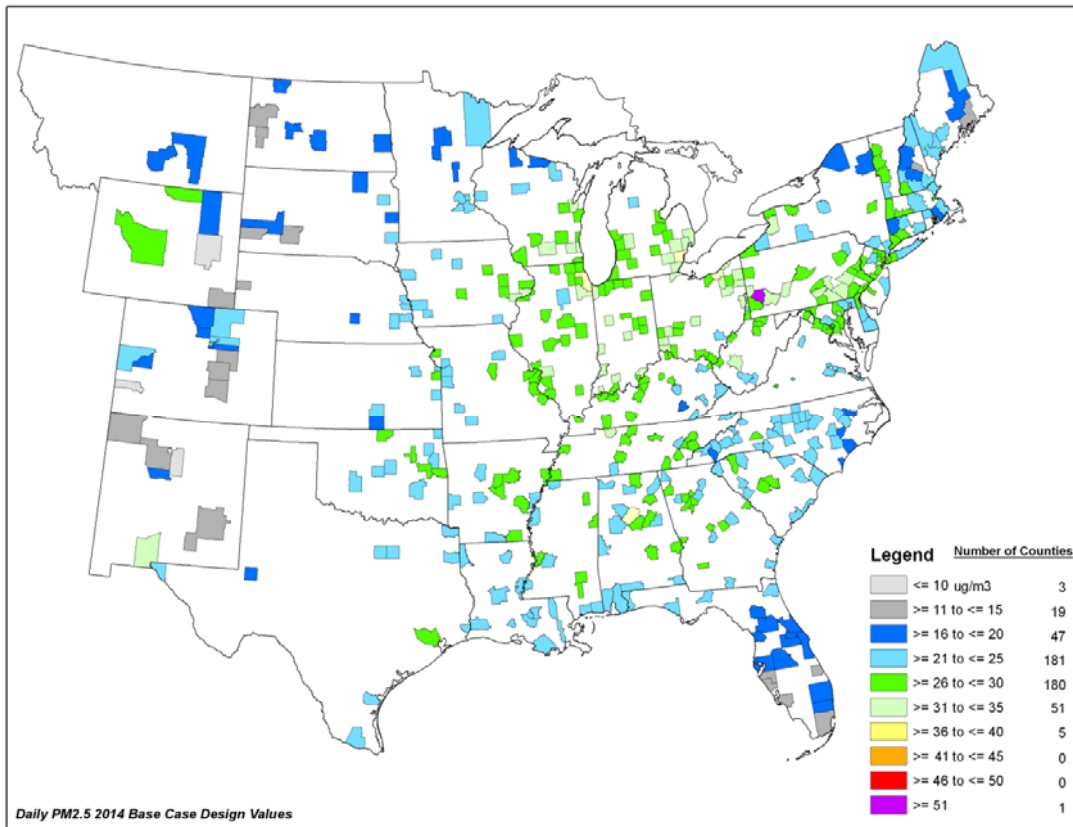 Legend Number of Counties
<= 10 ug/m3 3
>= 11 to <= 15 19
>= 16 to <= 20 47
>= 21 to <= 25 181
>= 26 to <= 30 180
>= 31 to <= 35 51
>= 36 to <= 40 5
>= 41 to <= 45 0
>= 46 to <= 50 0
>= 51 1
Daily PM2.5 2014 Base Case Design Values